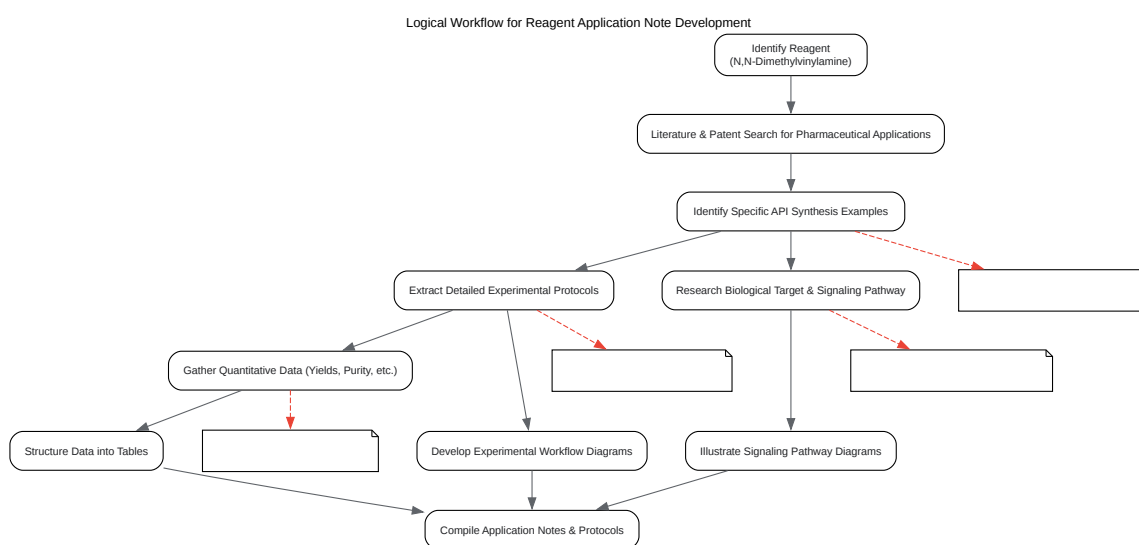 Logical Workflow for Reagent Application Note Development
Identify Reagent
(N,N-Dimethylvinylamine)
Literature & Patent Search for Pharmaceutical Applications
Identify Specific API Synthesis Examples
Extract Detailed Experimental Protocols
Research Biological Target & Signaling Pathway
Gather Quantitative Data (Yields, Purity, etc.)
Structure Data into Tables
Develop Experimental Workflow Diagrams
Illustrate Signaling Pathway Diagrams
Compile Application Notes & Protocols